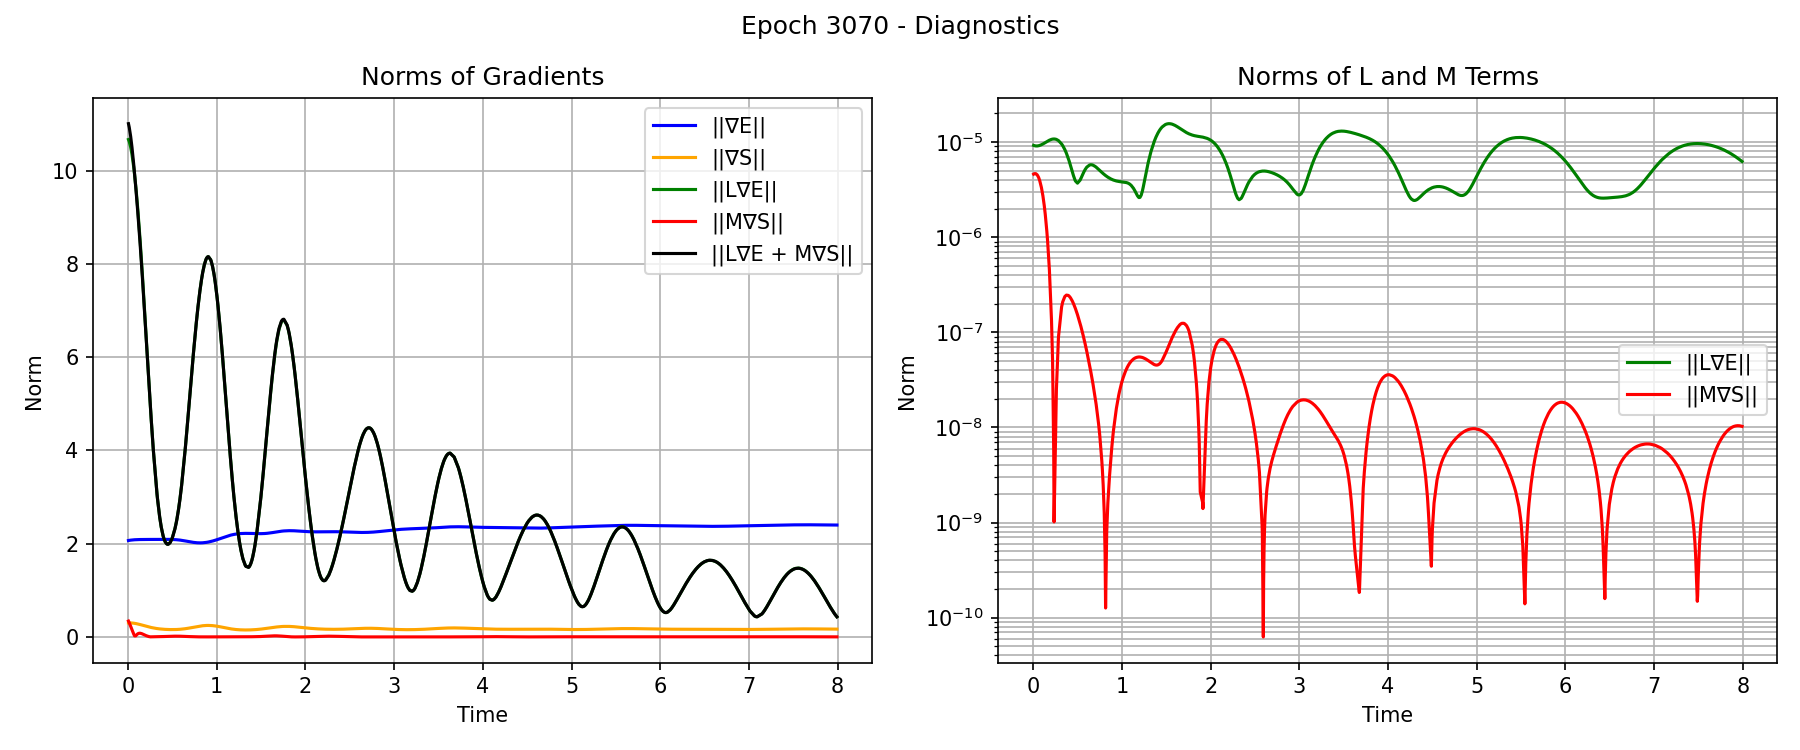 Epoch 3070 - Diagnostics
Norms of Gradients
Norm
10
8
6
4
2
0
||∇E||
||∇S||
||L∇E||
||M∇S||
||L∇E + M∇S||
0 1 2 3 4 5 6 7 8
Time
Norms of L and M Terms
Norm
10⁻⁵
10⁻⁶
10⁻⁷
10⁻⁸
10⁻⁹
10⁻¹⁰
||L∇E||
||M∇S||
0 1 2 3 4 5 6 7 8
Time